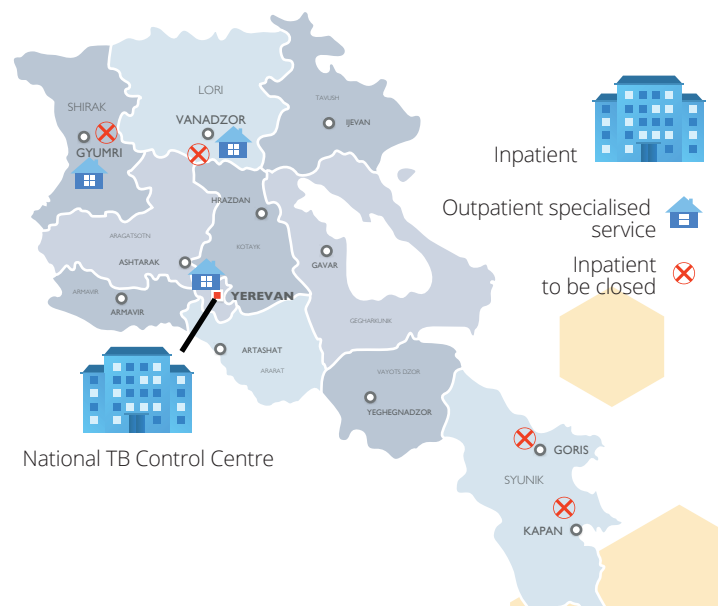 SHIRAK
LORI
TAVUSH
VANADZOR
IJEVAN
GYUMRI
Inpatient
Outpatient specialised
service
HRAZDAN
ARAGATSOTN
KOTAYK
ASHTARAK
GAVAR
Inpatient
to be closed
ARMAVIR
YEREVAN
ARMAVIR
GEGHARKUNIK
ARTASHAT
ARARAT
VAYOTS DZOR
YEGHEGNADZOR
National TB Control Centre
GORIS
SYUNIK
KAPAN